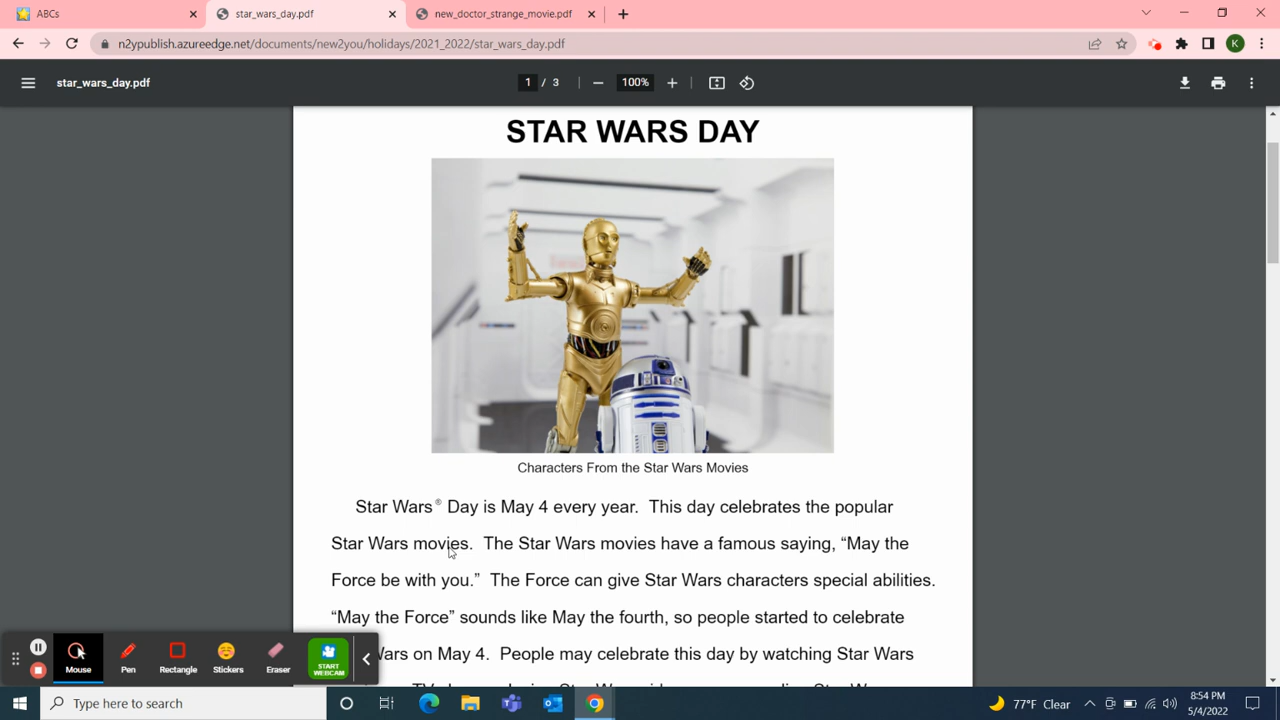 ABCs
star_wars_day.pdf
new_doctor_strange_movie.pdf
n2ypublish.azureedge.net/documents/new2you/holidays/2021_2022/star_wars_day.pdf
K
star_wars_day.pdf
1 / 3
100%
STAR WARS DAY
Characters From the Star Wars Movies
Star Wars® Day is May 4 every year. This day celebrates the popular
Star Wars movies. The Star Wars movies have a famous saying, “May the
Force be with you.” The Force can give Star Wars characters special abilities.
“May the Force” sounds like May the fourth, so people started to celebrate
Wars on May 4. People may celebrate this day by watching Star Wars
Mouse
Pen
Rectangle
Stickers
Eraser
START
WEBCAM
Type here to search
77°F Clear
8:54 PM
5/4/2022